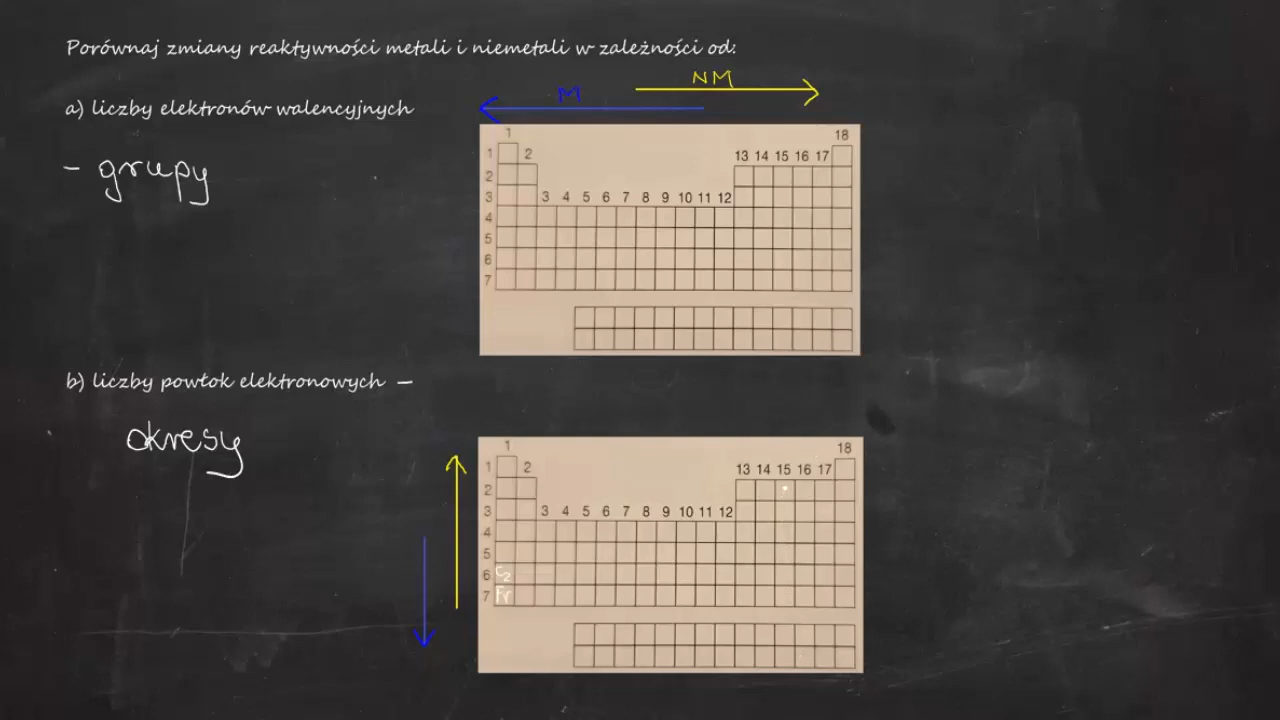 Porównaj zmiany reaktywności metali i niemetali w zależności od:
NM
M
a) liczby elektronów walencyjnych
- grupy
1 18
1 2 13 14 15 16 17
2
3 3 4 5 6 7 8 9 10 11 12
4
5
6
7
b) liczby powłok elektronowych -
okresy
1 18
1 2 13 14 15 16 17
2
3 3 4 5 6 7 8 9 10 11 12
4
5
6
7 Fr